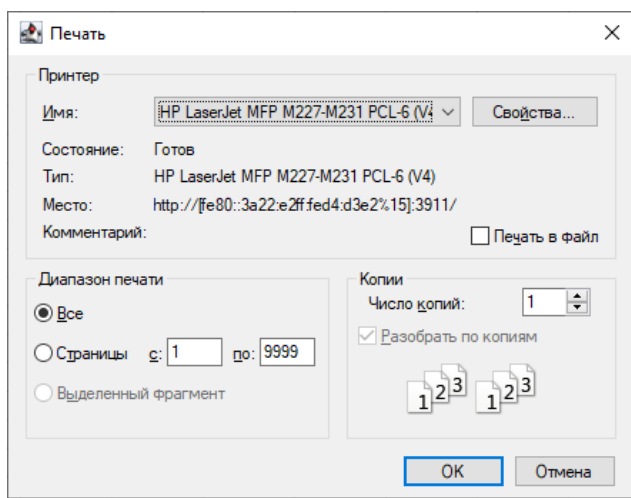 Печать
Принтер
Имя: HP LaserJet MFP M227-M231 PCL-6 (V4 Свойства...
Состояние: Готов
Тип: HP LaserJet MFP M227-M231 PCL-6 (V4)
Место: http://[fe80::3a22:e2ff:fed4:d3e2%15]:3911/
Комментарий: Печать в файл
Диапазон печати
Все
Страницы с: 1 по: 9999
Выделенный фрагмент
Копии
Число копий: 1
Разобрать по копиям
1 2 3 1 2 3
OK Отмена